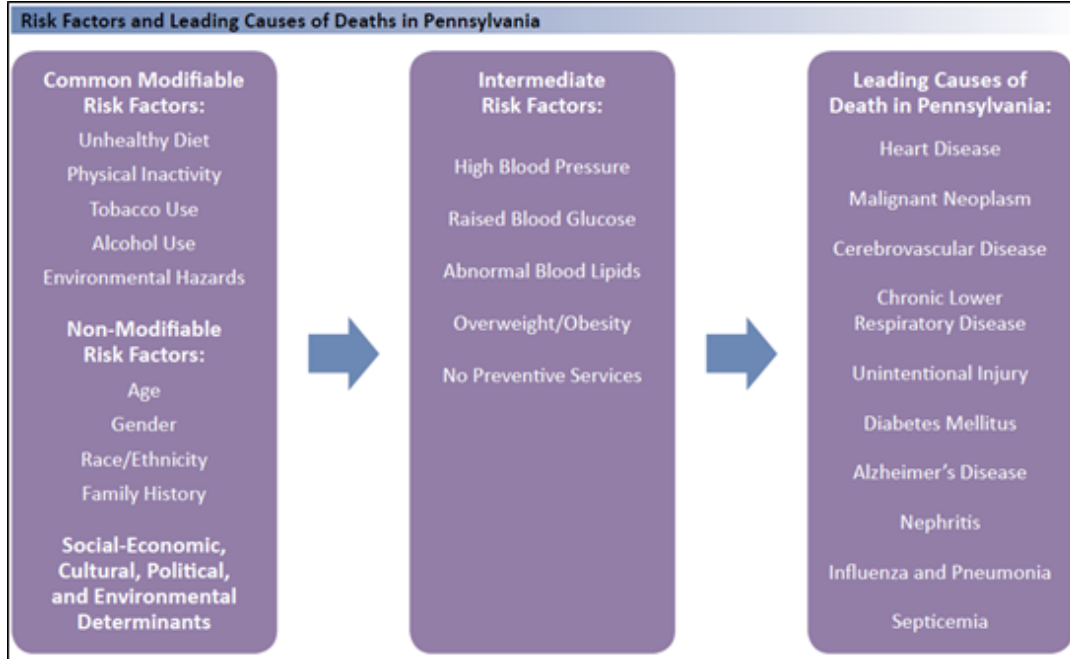 Risk Factors and Leading Causes of Deaths in Pennsylvania
Common Modifiable
Risk Factors:
Unhealthy Diet
Physical Inactivity
Tobacco Use
Alcohol Use
Environmental Hazards
Non-Modifiable
Risk Factors:
Age
Gender
Race/Ethnicity
Family History
Social-Economic,
Cultural, Political,
and Environmental
Determinants
Intermediate
Risk Factors:
High Blood Pressure
Raised Blood Glucose
Abnormal Blood Lipids
Overweight/Obesity
No Preventive Services
Leading Causes of
Death in Pennsylvania:
Heart Disease
Malignant Neoplasm
Cerebrovascular Disease
Chronic Lower
Respiratory Disease
Unintentional Injury
Diabetes Mellitus
Alzheimer’s Disease
Nephritis
Influenza and Pneumonia
Septicemia